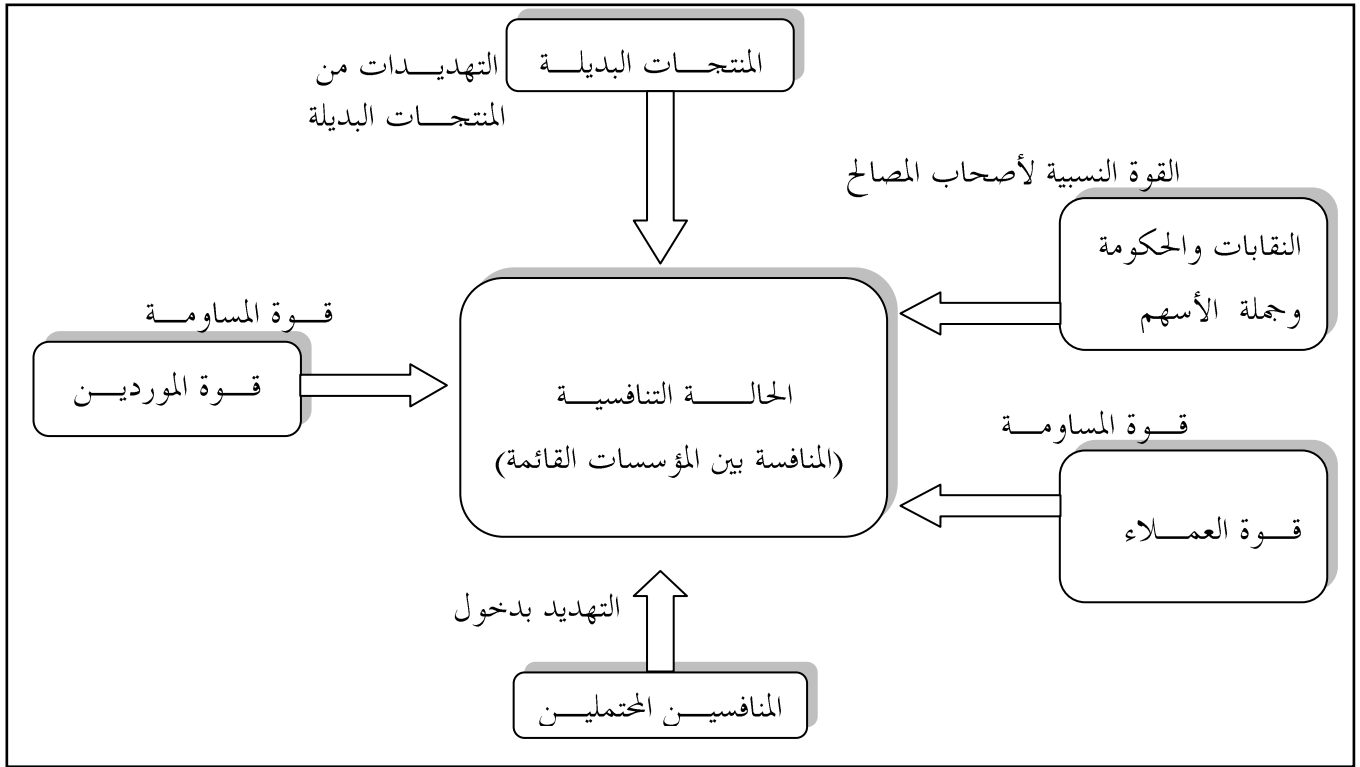 المنتجات البديلة
التهديدات من
المنتجات البديلة
القوة النسبية لأصحاب المصالح
النقابات والحكومة
وجملة الأسهم
قوة المساومة
قوة الموردين
الحالة التنافسية
(المنافسة بين المؤسسات القائمة)
قوة المساومة
قوة العملاء
التهديد بدخول
المنافسين المحتملين